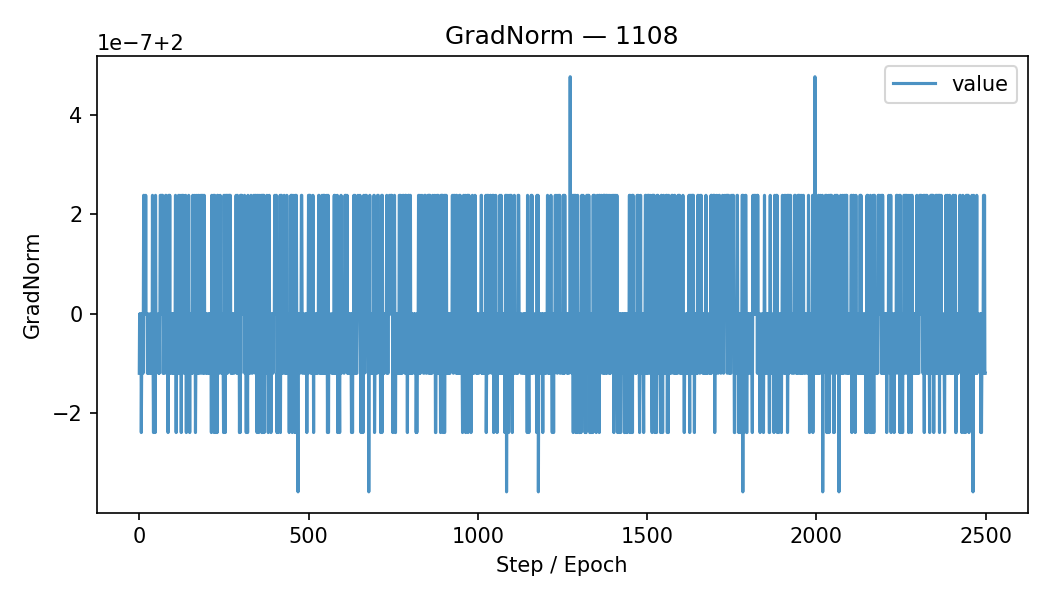 GradNorm — 1108
1e−7+2
value
4
2
0
−2
GradNorm
0 500 1000 1500 2000 2500
Step / Epoch